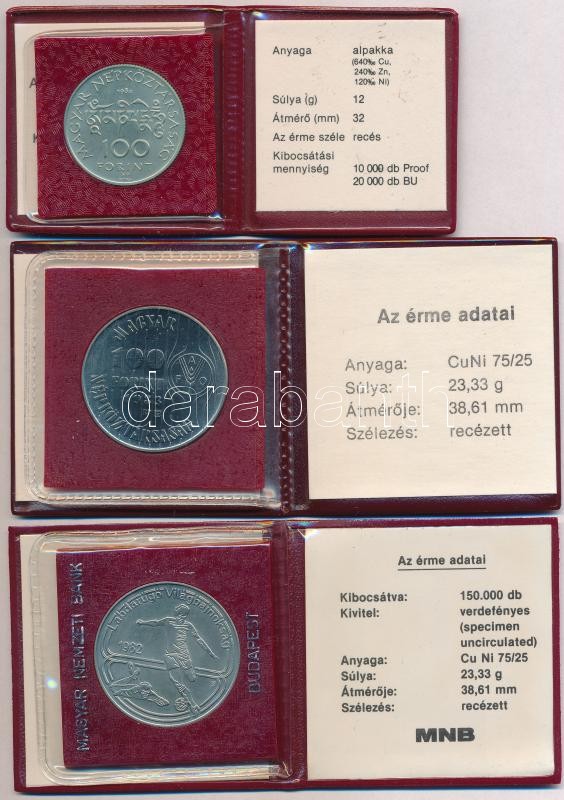 Anyaga alpakka
(640‰ Cu,
240‰ Zn,
120‰ Ni)
Súlya (g) 12
Átmérő (mm) 32
Az érme széle recés
Kibocsátási
mennyiség 10 000 db Proof
20 000 db BU
MAGYAR NÉPKÖZTÁRSASÁG
1984
100
FORINT
Az érme adatai
Anyaga: CuNi 75/25
Súlya: 23,33 g
Átmérője: 38,61 mm
Szélezés: recézett
MAGYAR
100
FORINT
NÉPKÖZTÁRSASÁG
darabanth
MAGYAR NEMZETI BANK
BUDAPEST
Labdarúgó Világbajnokság
1982
Az érme adatai
Kibocsátva: 150.000 db
Kivitel: verdefényes
(specimen
uncirculated)
Anyaga: Cu Ni 75/25
Súlya: 23,33 g
Átmérője: 38,61 mm
Szélezés: recézett
MNB